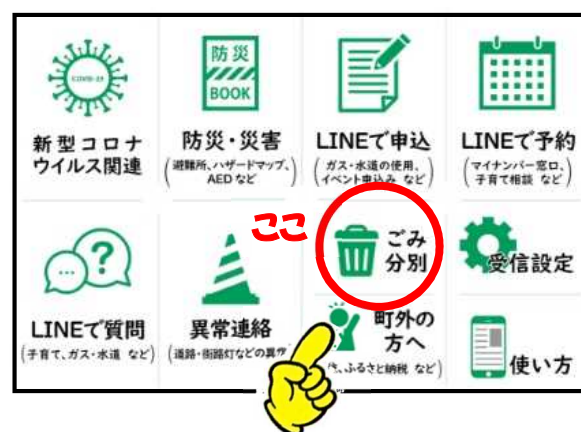 COVID-19
新型コロナ
ウイルス関連
防災
BOOK
防災・災害
(避難所、ハザードマップ、
AED など)
LINEで申込
(ガス・水道の使用、
イベント申込み など)
LINEで予約
(マイナンバー窓口、
子育て相談 など)
?
...
LINEで質問
(子育て、ガス・水道 など)
異常連絡
(道路・街路灯などの異常
ここ
ごみ
分別
町外の
方へ
、ふるさと納税 など)
受信設定
使い方